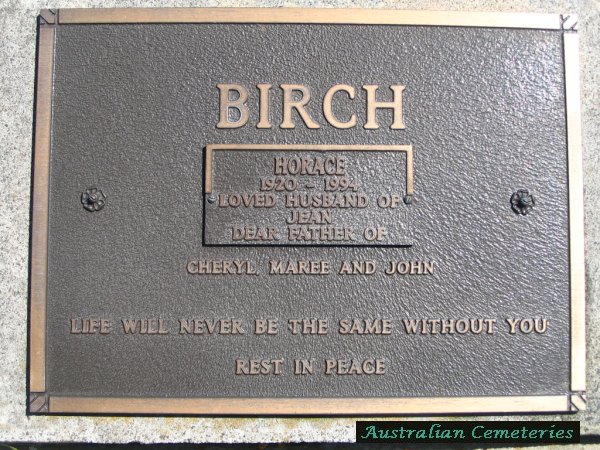 BIRCH
HORACE
1920 - 1994
LOVED HUSBAND OF
JEAN
DEAR FATHER OF
CHERYL, MAREE AND JOHN
LIFE WILL NEVER BE THE SAME WITHOUT YOU
REST IN PEACE
Australian Cemeteries